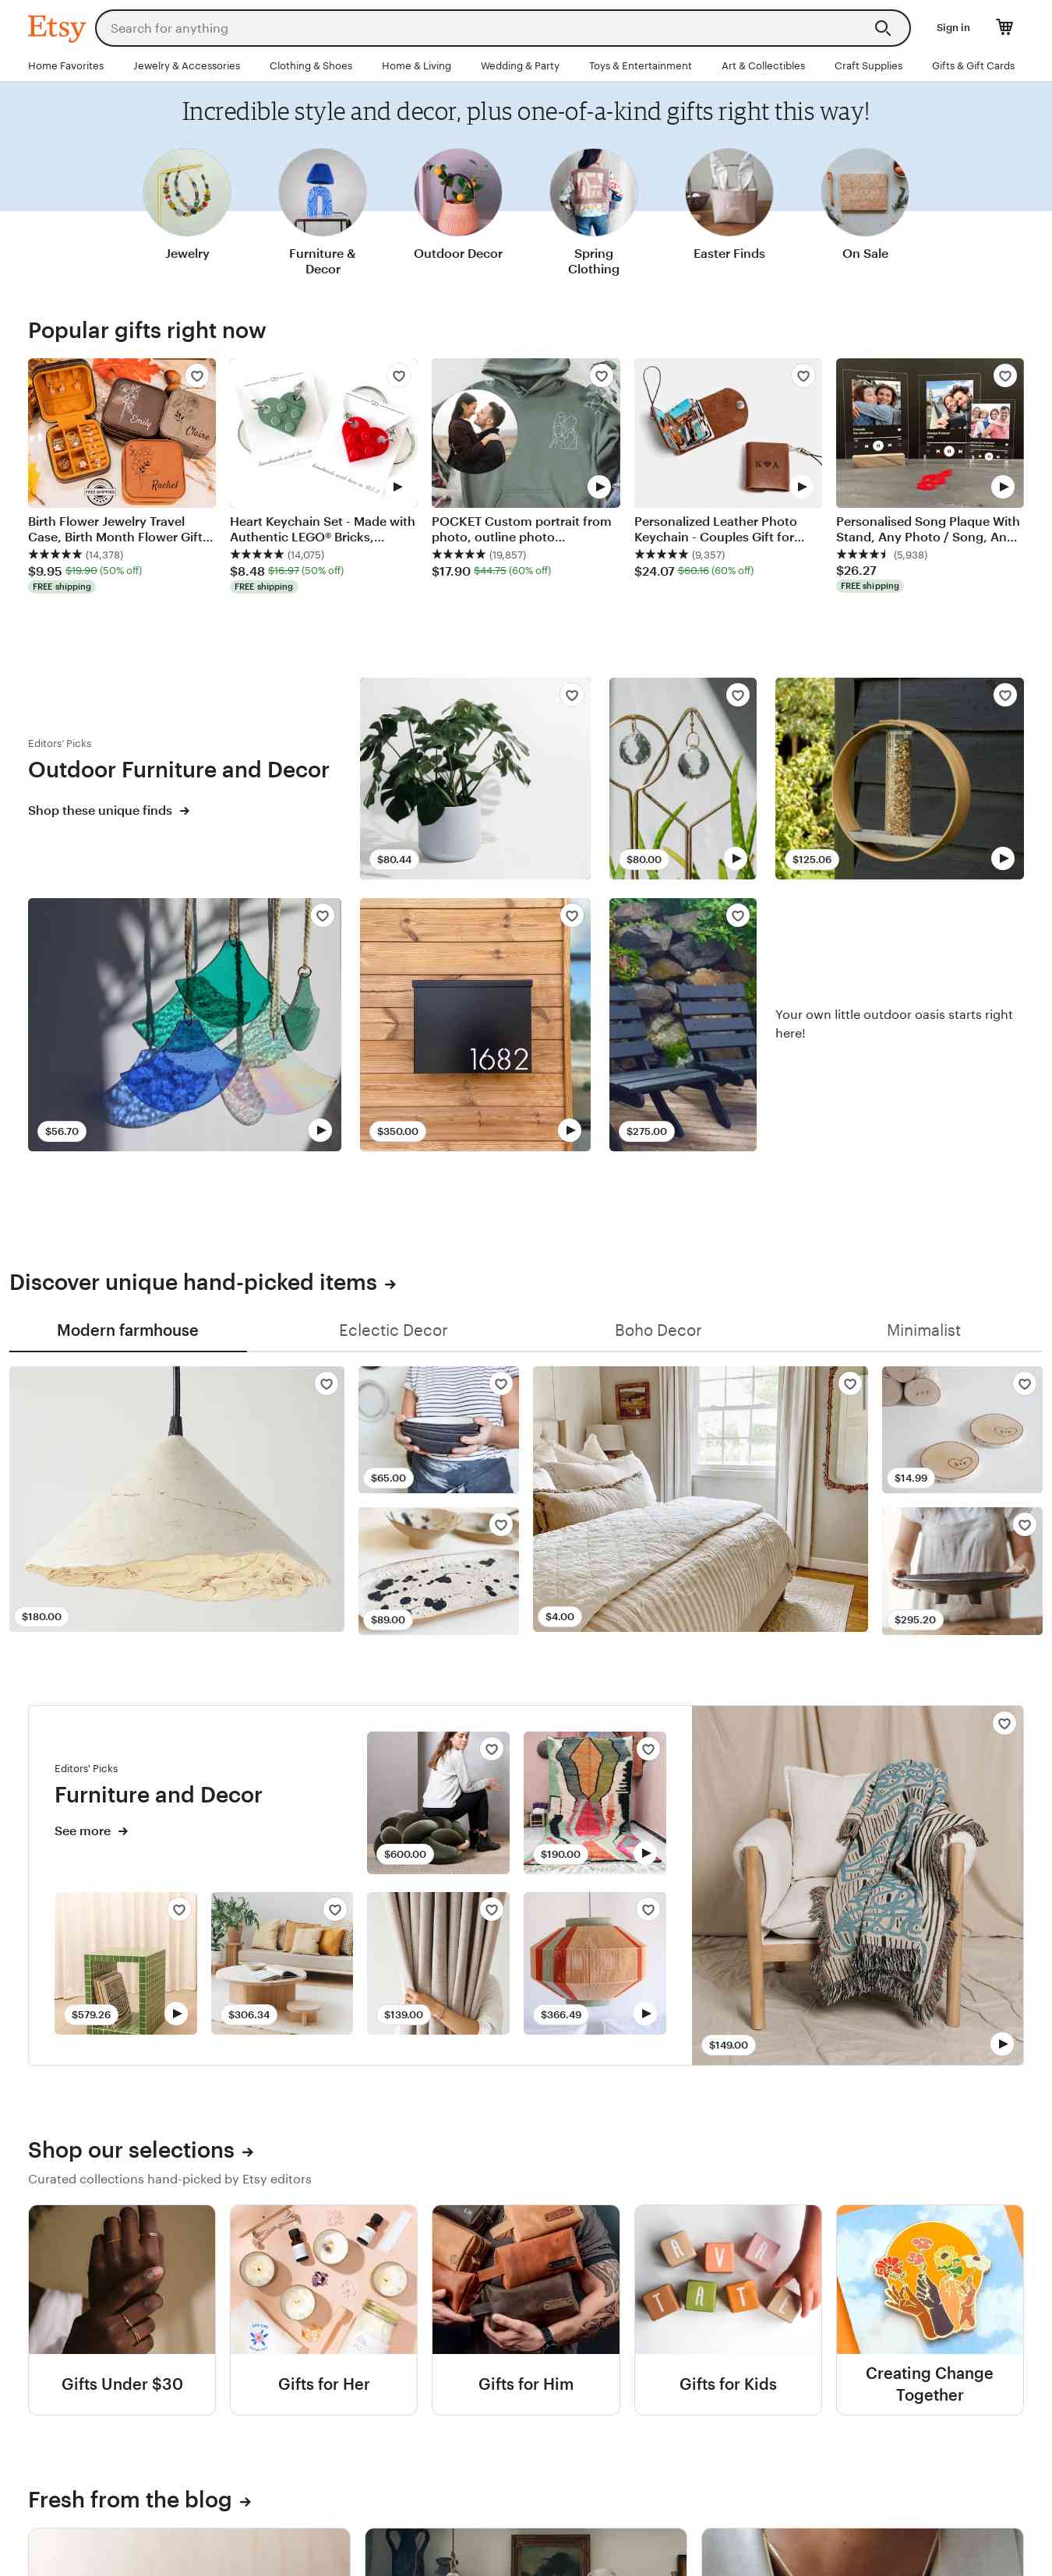 Etsy
Search for anything
Sign in
Home Favorites
Jewelry & Accessories
Clothing & Shoes
Home & Living
Wedding & Party
Toys & Entertainment
Art & Collectibles
Craft Supplies
Gifts & Gift Cards
Incredible style and decor, plus one-of-a-kind gifts right this way!
Jewelry
Furniture &
Decor
Outdoor Decor
Spring
Clothing
Easter Finds
On Sale
Popular gifts right now
Emily
Claire
Rachel
FREE SHIPPING
K A
Birth Flower Jewelry Travel
Case, Birth Month Flower Gift...
(14,378)
$9.95 $19.90 (50% off)
FREE shipping
Heart Keychain Set - Made with
Authentic LEGO® Bricks,...
(14,075)
$8.48 $16.97 (50% off)
FREE shipping
POCKET Custom portrait from
photo, outline photo...
(19,857)
$17.90 $44.75 (60% off)
Personalized Leather Photo
Keychain - Couples Gift for...
(9,357)
$24.07 $60.16 (60% off)
Personalised Song Plaque With
Stand, Any Photo / Song, An...
(5,938)
$26.27
FREE shipping
Editors' Picks
Outdoor Furniture and Decor
Shop these unique finds
$80.44
$80.00
$125.06
$56.70
1682
$350.00
$275.00
Your own little outdoor oasis starts right
here!
Discover unique hand-picked items
Modern farmhouse
Eclectic Decor
Boho Decor
Minimalist
$180.00
$65.00
$89.00
$4.00
$14.99
$295.20
Editors' Picks
Furniture and Decor
See more
$600.00
$190.00
$579.26
$306.34
$139.00
$366.49
$149.00
Shop our selections
Curated collections hand-picked by Etsy editors
A V A
T A T E
Gifts Under $30
Gifts for Her
Gifts for Him
Gifts for Kids
Creating Change
Together
Fresh from the blog